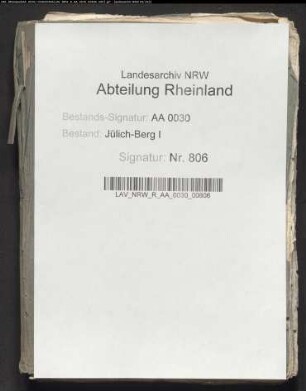 Landesarchiv NRW
Abteilung Rheinland
Bestands-Signatur: AA 0030
Bestand: Jülich-Berg I
Signatur: Nr. 806
LAV_NRW_R_AA_0030_00806